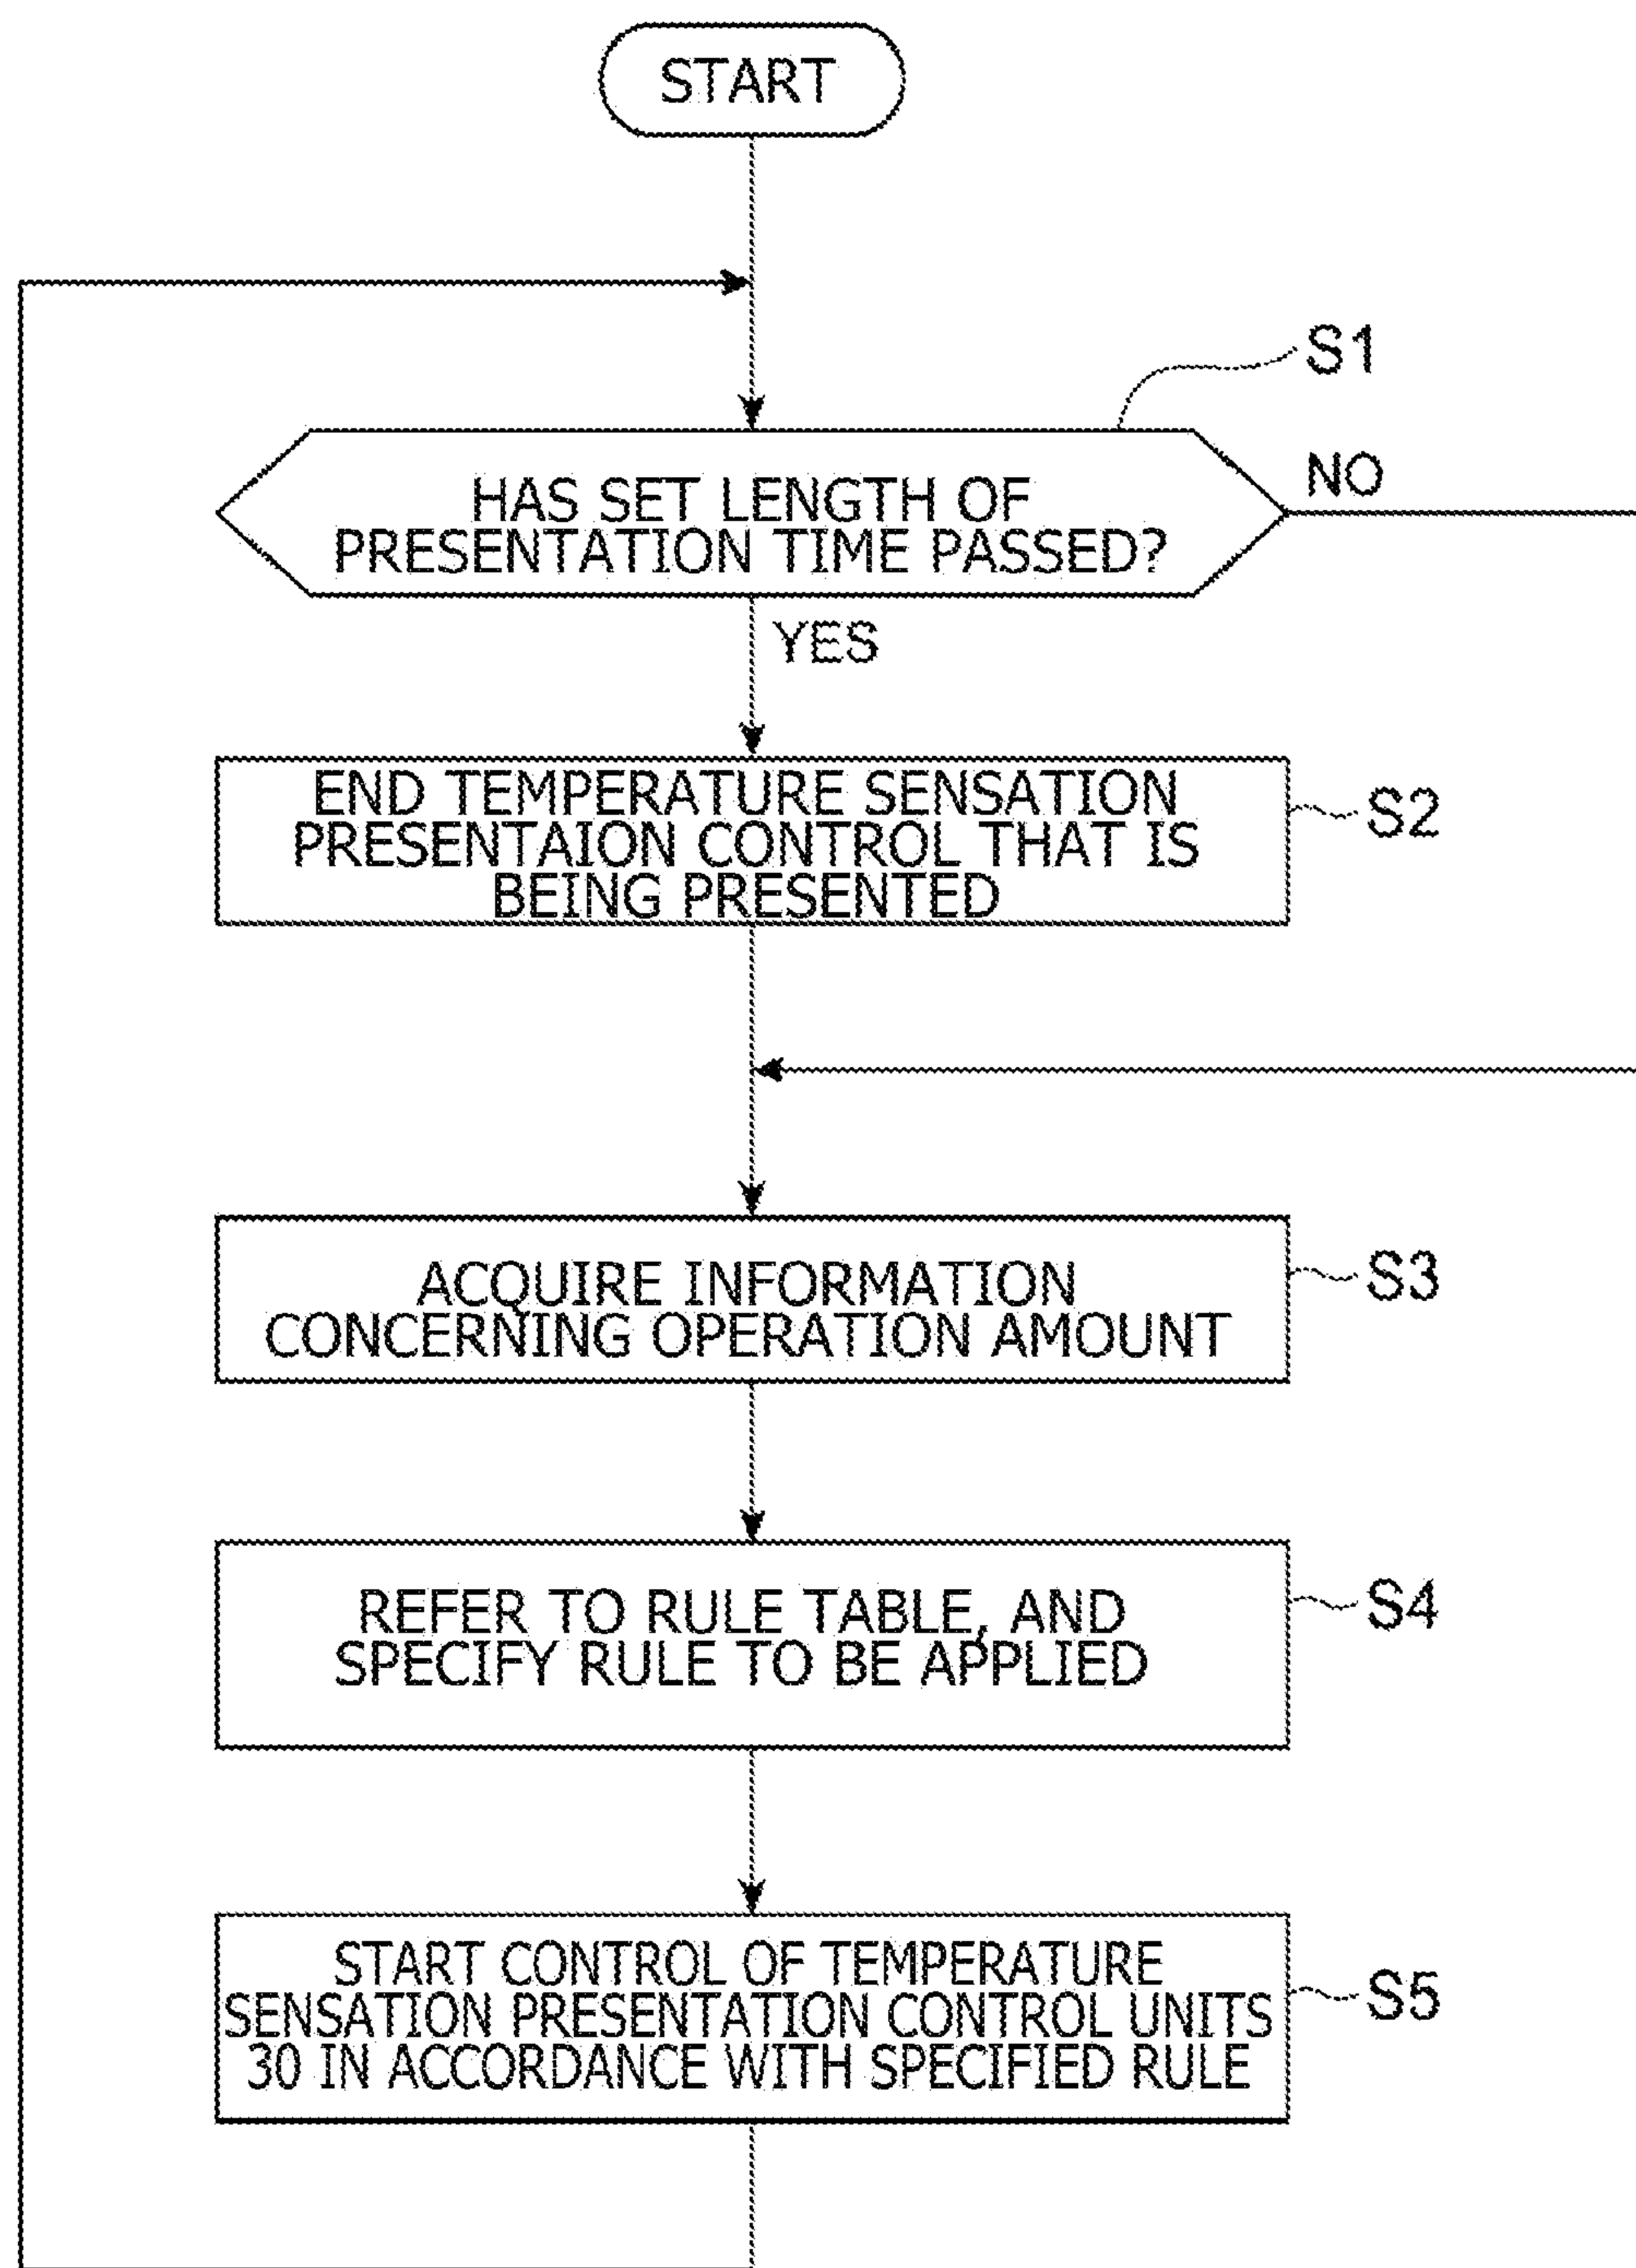 START
S1
HAS SET LENGTH OF
PRESENTATION TIME PASSED?
NO
YES
END TEMPERATURE SENSATION
PRESENTAION CONTROL THAT IS
BEING PRESENTED
S2
ACQUIRE INFORMATION
CONCERNING OPERATION AMOUNT
S3
REFER TO RULE TABLE, AND
SPECIFY RULE TO BE APPLIED
S4
START CONTROL OF TEMPERATURE
SENSATION PRESENTATION CONTROL UNITS
30 IN ACCORDANCE WITH SPECIFIED RULE
S5